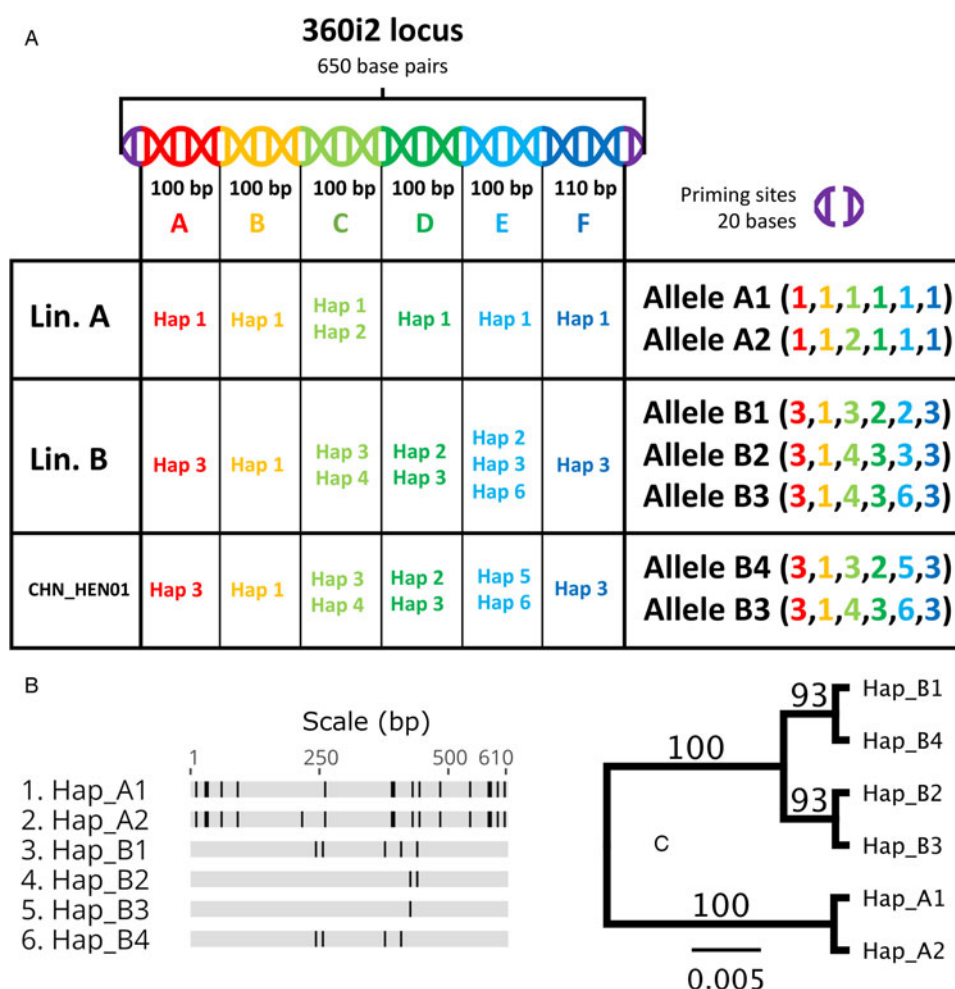 A
360i2 locus
650 base pairs
100 bp 100 bp 100 bp 100 bp 100 bp 110 bp
A B C D E F
Priming sites
20 bases
Lin. A
Hap 1
Hap 1
Hap 1
Hap 2
Hap 1
Hap 1
Hap 1
Allele A1 (1,1,1,1,1,1)
Allele A2 (1,1,2,1,1,1)
Lin. B
Hap 3
Hap 1
Hap 3
Hap 4
Hap 2
Hap 3
Hap 2
Hap 3
Hap 6
Hap 3
Allele B1 (3,1,3,2,2,3)
Allele B2 (3,1,4,3,3,3)
Allele B3 (3,1,4,3,6,3)
CHN_HEN01
Hap 3
Hap 1
Hap 3
Hap 4
Hap 2
Hap 3
Hap 5
Hap 6
Hap 3
Allele B4 (3,1,3,2,5,3)
Allele B3 (3,1,4,3,6,3)
B
Scale (bp)
1 250 500 610
1. Hap_A1
2. Hap_A2
3. Hap_B1
4. Hap_B2
5. Hap_B3
6. Hap_B4
93
Hap_B1
Hap_B4
100
93
Hap_B2
Hap_B3
C
100
Hap_A1
Hap_A2
0.005